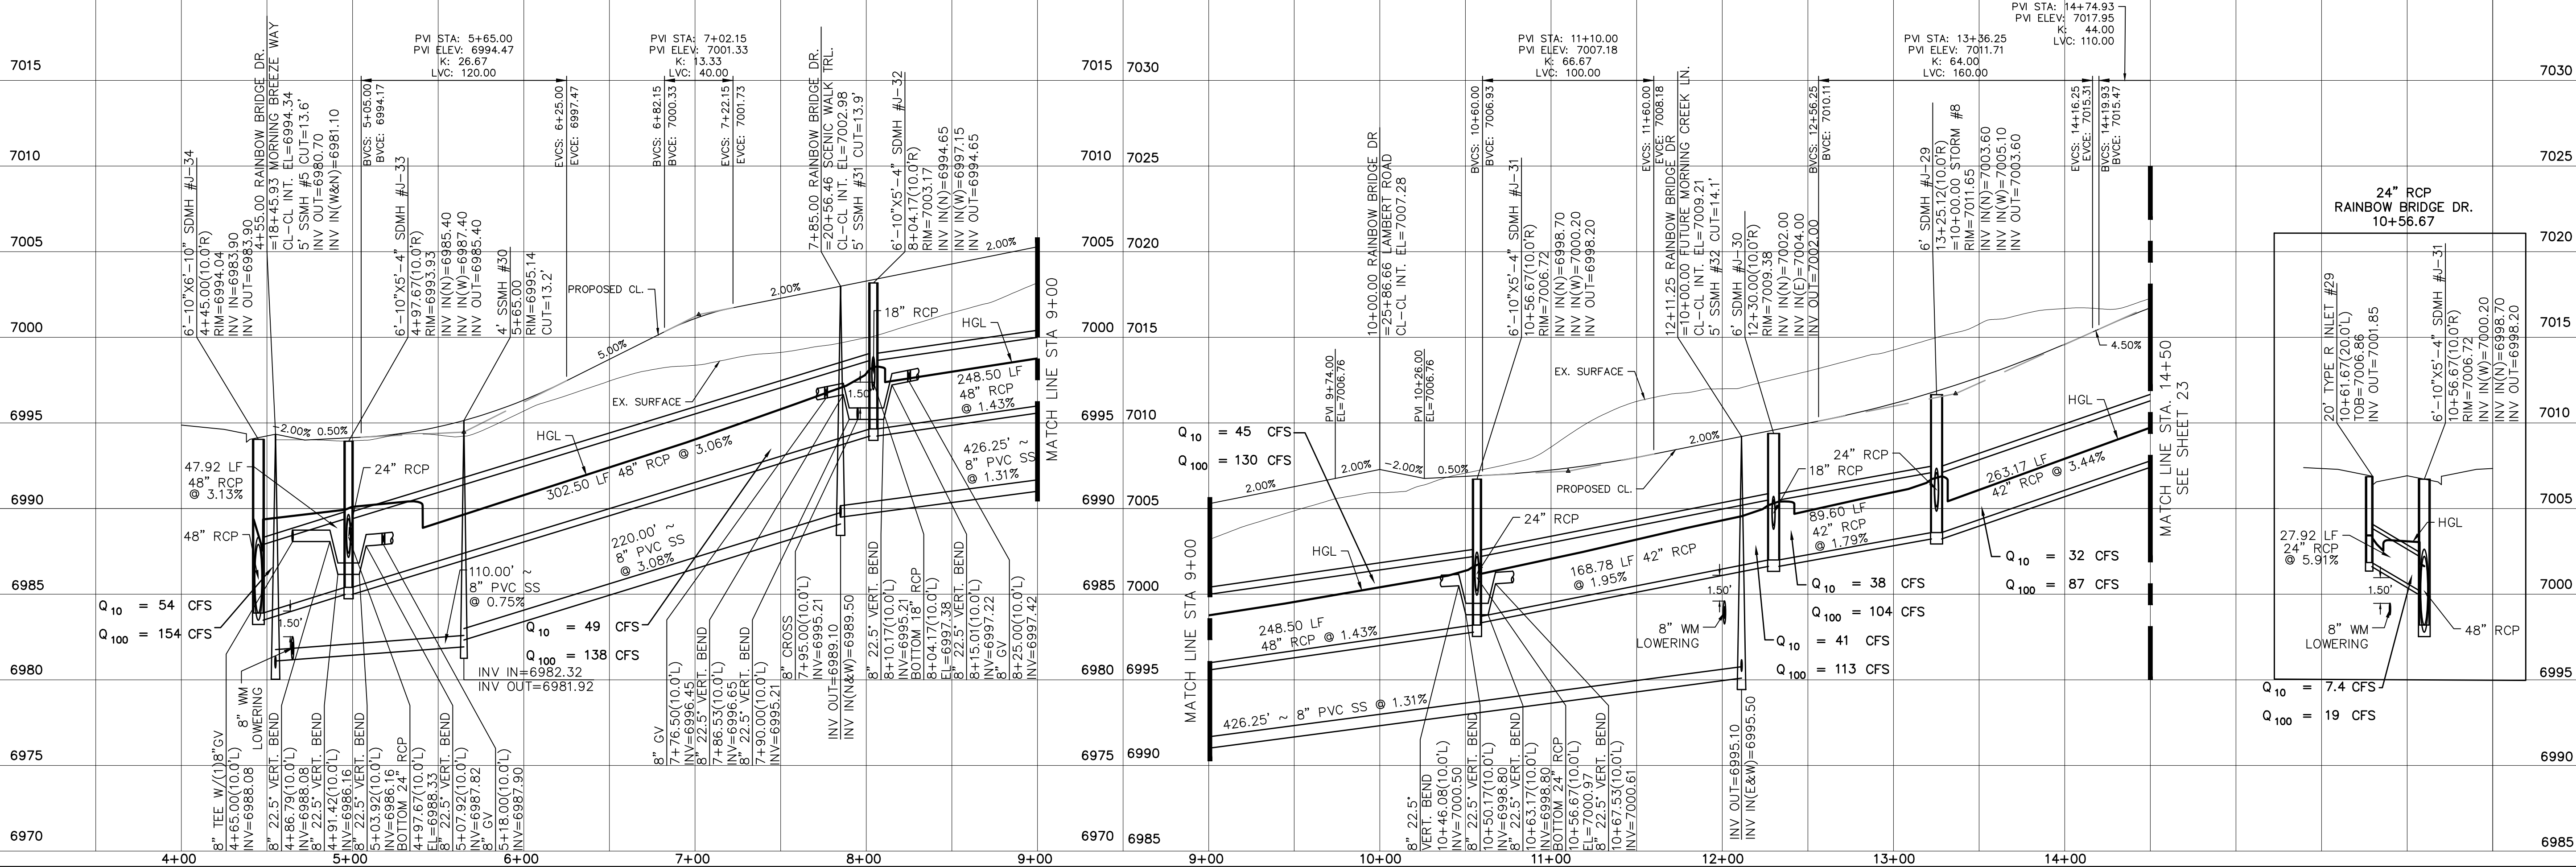 PVI STA: 5+65.00
PVI ELEV: 6994.47
K: 26.67
LVC: 120.00
BVCS: 5+05.00
BVCE: 6994.17
EVCS: 6+25.00
EVCE: 6997.47
PVI STA: 7+02.15
PVI ELEV: 7001.33
K: 13.33
LVC: 40.00
BVCS: 6+82.15
BVCE: 7000.33
EVCS: 7+22.15
EVCE: 7001.73
7015
7010
7005
7000
6995
6990
6985
6980
6975
6970
6'-10"X6'-10" SDMH #J-34
4+45.00(10.0'R)
RIM=6994.04
INV IN=6983.90
INV OUT=6983.90
4+55.00 RAINBOW BRIDGE DR.
=18+45.93 MORNING BREEZE WAY
CL-CL INT. EL=6994.34
5' SSMH #5 CUT=13.6'
INV OUT=6980.70
INV IN(W&N)=6981.10
6'-10"X5'-4" SDMH #J-33
4+97.67(10.0'R)
RIM=6993.93
INV IN(N)=6985.40
INV IN(W)=6987.40
INV OUT=6985.40
4' SSMH #30
5+65.00
RIM=6995.14
CUT=13.2'
7+85.00 RAINBOW BRIDGE DR.
=20+56.46 SCENIC WALK TRL.
CL-CL INT. EL=7002.98
5' SSMH #31 CUT=13.9'
6'-10"X5'-4" SDMH #J-32
8+04.17(10.0'R)
RIM=7003.17
INV IN(N)=6994.65
INV IN(W)=6997.15
INV OUT=6994.65
PROPOSED CL.
-2.00%
0.50%
5.00%
2.00%
2.00%
EX. SURFACE
HGL
18" RCP
HGL
47.92 LF
48" RCP
@ 3.13%
24" RCP
48" RCP
302.50 LF 48" RCP @ 3.06%
248.50 LF
48" RCP
@ 1.43%
426.25' ~
8" PVC SS
@ 1.31%
220.00' ~
8" PVC SS
@ 3.08%
110.00' ~
8" PVC SS
@ 0.75%
1.50'
1.50'
Q10 = 54 CFS
Q100 = 154 CFS
Q10 = 49 CFS
Q100 = 138 CFS
INV IN=6982.32
INV OUT=6981.92
8" WM
LOWERING
8" TEE W/(1)8"GV
4+65.00(10.0'L)
INV=6988.08
8" 22.5° VERT. BEND
4+86.79(10.0'L)
INV=6988.08
8" 22.5° VERT. BEND
4+91.42(10.0'L)
INV=6986.16
8" 22.5° VERT. BEND
5+03.92(10.0'L)
INV=6986.16
BOTTOM 24" RCP
4+97.67(10.0'L)
EL=6988.33
8" 22.5° VERT. BEND
5+07.92(10.0'L)
INV=6987.82
8" GV
5+18.00(10.0'L)
INV=6987.90
8" GV
7+76.50(10.0'L)
INV=6996.45
8" 22.5° VERT. BEND
7+86.53(10.0'L)
INV=6996.65
8" 22.5° VERT. BEND
7+90.00(10.0'L)
INV=6995.21
8" CROSS
7+95.00(10.0'L)
INV=6995.21
INV OUT=6989.10
INV IN(N&W)=6989.50
8" 22.5° VERT. BEND
8+10.17(10.0'L)
INV=6995.21
BOTTOM 18" RCP
8+04.17(10.0'L)
EL=6997.38
8" 22.5° VERT. BEND
8+15.01(10.0'L)
INV=6997.22
8" GV
8+25.00(10.0'L)
INV=6997.42
4+00
5+00
6+00
7+00
8+00
9+00
MATCH LINE STA 9+00
7015
7010
7005
7000
6995
6990
6985
6980
6975
6970
7030
7025
7020
7015
7010
7005
7000
6995
6990
6985
PVI STA: 11+10.00
PVI ELEV: 7007.18
K: 66.67
LVC: 100.00
BVCS: 10+60.00
BVCE: 7006.93
EVCS: 11+60.00
EVCE: 7008.18
PVI STA: 13+36.25
PVI ELEV: 7011.71
K: 64.00
LVC: 160.00
BVCS: 12+56.25
BVCE: 7010.11
EVCS: 14+16.25
EVCE: 7015.31
PVI STA: 14+74.93
PVI ELEV: 7017.95
K: 44.00
LVC: 110.00
BVCS: 14+19.93
BVCE: 7015.47
PVI 9+74.00
EL=7006.76
10+00.00 RAINBOW BRIDGE DR
=25+86.66 LAMBERT ROAD
CL-CL INT. EL=7007.28
PVI 10+26.00
EL=7006.76
6'-10"X5'-4" SDMH #J-31
10+56.67(10.0'R)
RIM=7006.72
INV IN(N)=6998.70
INV IN(W)=7000.20
INV OUT=6998.20
12+11.25 RAINBOW BRIDGE DR
=10+00.00 FUTURE MORNING CREEK LN.
CL-CL INT. EL=7009.21
5' SSMH #32 CUT=14.1'
6' SDMH #J-30
12+30.00(10.0'R)
RIM=7009.38
INV IN(N)=7002.00
INV IN(E)=7004.00
INV OUT=7002.00
6' SDMH #J-29
13+25.12(10.0'R)
=10+00.00 STORM #8
RIM=7011.65
INV IN(N)=7003.60
INV IN(W)=7005.10
INV OUT=7003.60
Q10 = 45 CFS
Q100 = 130 CFS
2.00%
-2.00%
0.50%
2.00%
4.50%
EX. SURFACE
PROPOSED CL.
HGL
24" RCP
24" RCP
18" RCP
HGL
168.78 LF 42" RCP
@ 1.95%
89.60 LF
42" RCP
@ 1.79%
263.17 LF
42" RCP @ 3.44%
248.50 LF
48" RCP @ 1.43%
426.25' ~ 8" PVC SS @ 1.31%
1.50'
8" WM
LOWERING
Q10 = 38 CFS
Q100 = 104 CFS
Q10 = 41 CFS
Q100 = 113 CFS
Q10 = 32 CFS
Q100 = 87 CFS
8" 22.5°
VERT. BEND
10+46.08(10.0'L)
INV=7000.50
8" 22.5° VERT. BEND
10+50.17(10.0'L)
INV=6998.80
8" 22.5° VERT. BEND
10+63.17(10.0'L)
INV=6998.80
BOTTOM 24" RCP
10+56.67(10.0'L)
EL=7000.97
8" 22.5° VERT. BEND
10+67.53(10.0'L)
INV=7000.61
INV OUT=6995.10
INV IN(E&W)=6995.50
MATCH LINE STA 9+00
9+00
10+00
11+00
12+00
13+00
14+00
MATCH LINE STA. 14+50
SEE SHEET 23
24" RCP
RAINBOW BRIDGE DR.
10+56.67
20' TYPE R INLET #29
10+61.67(20.0'L)
TOB=7006.86
INV OUT=7001.85
6'-10"X5'-4" SDMH #J-31
10+56.67(10.0'R)
RIM=7006.72
INV IN(W)=7000.20
INV IN(N)=6998.70
INV OUT=6998.20
27.92 LF
24" RCP
@ 5.91%
HGL
1.50'
8" WM
LOWERING
48" RCP
Q10 = 7.4 CFS
Q100 = 19 CFS
7030
7025
7020
7015
7010
7005
7000
6995
6990
6985